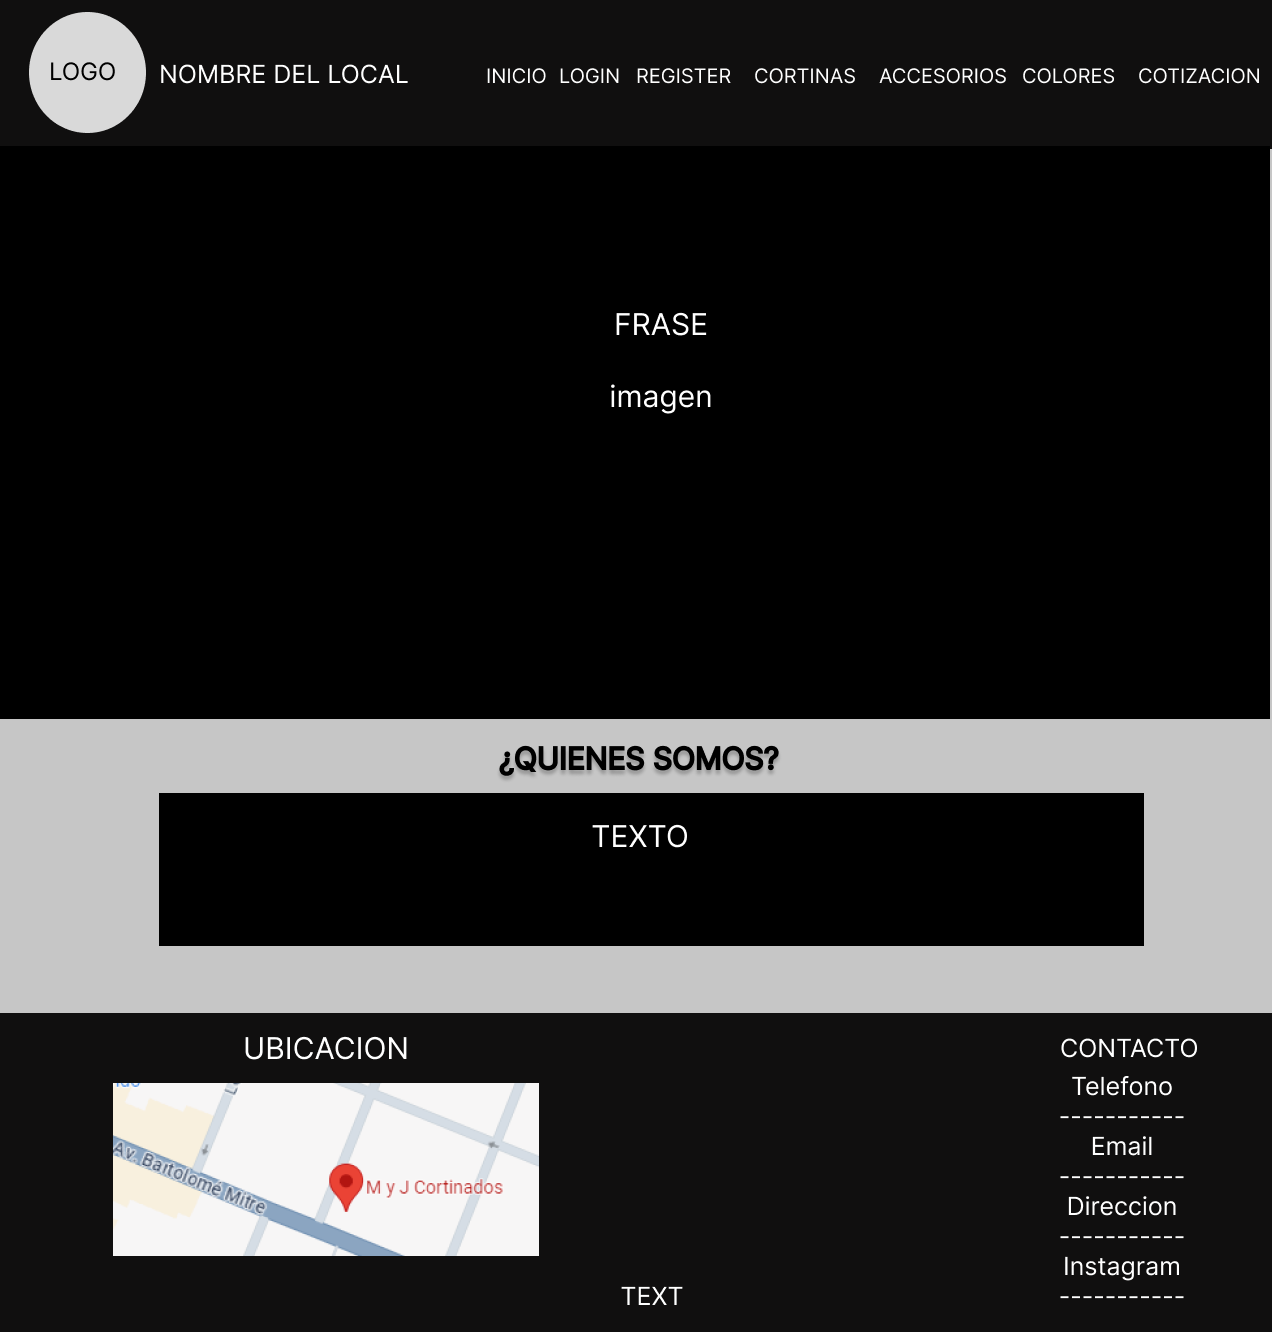 LOGO
NOMBRE DEL LOCAL
INICIO LOGIN REGISTER CORTINAS ACCESORIOS COLORES COTIZACION
FRASE
imagen
¿QUIENES SOMOS?
TEXTO
UBICACION
Av. Bartolomé Mitre
M y J Cortinados
CONTACTO
Telefono
-----------
Email
-----------
Direccion
-----------
Instagram
-----------
TEXT